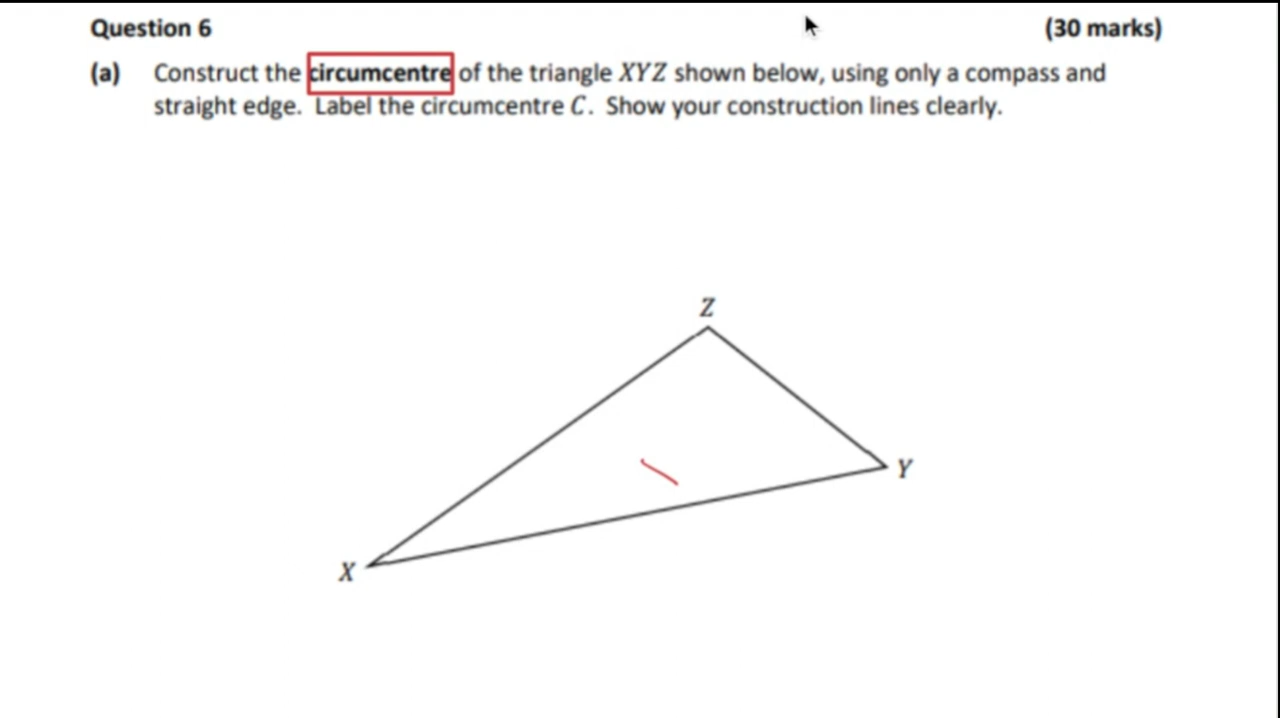 Question 6 (30 marks)
(a) Construct the circumcentre of the triangle XYZ shown below, using only a compass and
straight edge. Label the circumcentre C. Show your construction lines clearly.
Z
Y
X